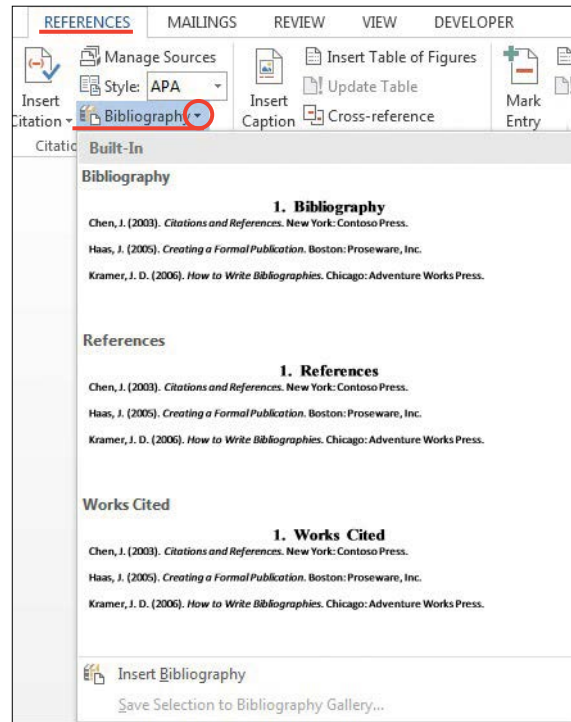 REFERENCES MAILINGS REVIEW VIEW DEVELOPER
Manage Sources
Style: APA
Bibliography
Insert
Citation
Insert
Caption
Insert Table of Figures
Update Table
Cross-reference
Mark
Entry
Citatic
Built-In
Bibliography
1. Bibliography
Chen, J. (2003). Citations and References. New York: Contoso Press.
Haas, J. (2005). Creating a Formal Publication. Boston: Proseware, Inc.
Kramer, J. D. (2006). How to Write Bibliographies. Chicago: Adventure Works Press.
References
1. References
Chen, J. (2003). Citations and References. New York: Contoso Press.
Haas, J. (2005). Creating a Formal Publication. Boston: Proseware, Inc.
Kramer, J. D. (2006). How to Write Bibliographies. Chicago: Adventure Works Press.
Works Cited
1. Works Cited
Chen, J. (2003). Citations and References. New York: Contoso Press.
Haas, J. (2005). Creating a Formal Publication. Boston: Proseware, Inc.
Kramer, J. D. (2006). How to Write Bibliographies. Chicago: Adventure Works Press.
Insert Bibliography
Save Selection to Bibliography Gallery...